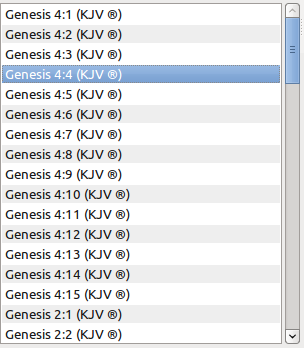 Genesis 4:1 (KJV ®)
Genesis 4:2 (KJV ®)
Genesis 4:3 (KJV ®)
Genesis 4:4 (KJV ®)
Genesis 4:5 (KJV ®)
Genesis 4:6 (KJV ®)
Genesis 4:7 (KJV ®)
Genesis 4:8 (KJV ®)
Genesis 4:9 (KJV ®)
Genesis 4:10 (KJV ®)
Genesis 4:11 (KJV ®)
Genesis 4:12 (KJV ®)
Genesis 4:13 (KJV ®)
Genesis 4:14 (KJV ®)
Genesis 4:15 (KJV ®)
Genesis 2:1 (KJV ®)
Genesis 2:2 (KJV ®)